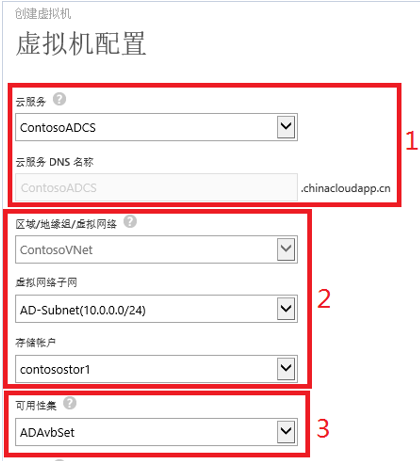 创建虚拟机
虚拟机配置
云服务 ?
ContosoADCS
1
云服务 DNS 名称
ContosoADCS .chinacloudapp.cn
区域/地缘组/虚拟网络 ?
ContosoVNet
虚拟网络子网
2
AD-Subnet(10.0.0.0/24)
存储帐户
contosostor1
可用性集 ?
3
ADAvbSet